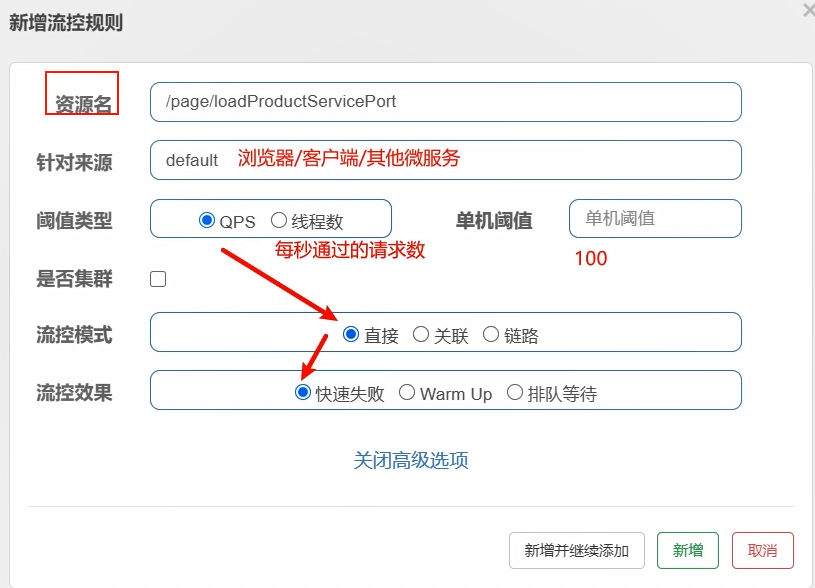 新增流控规则
×
资源名 /page/loadProductServicePort
针对来源 default 浏览器/客户端/其他微服务
阈值类型 QPS 线程数 单机阈值 单机阈值
每秒通过的请求数 100
是否集群
流控模式 直接 关联 链路
流控效果 快速失败 Warm Up 排队等待
关闭高级选项
新增并继续添加 新增 取消